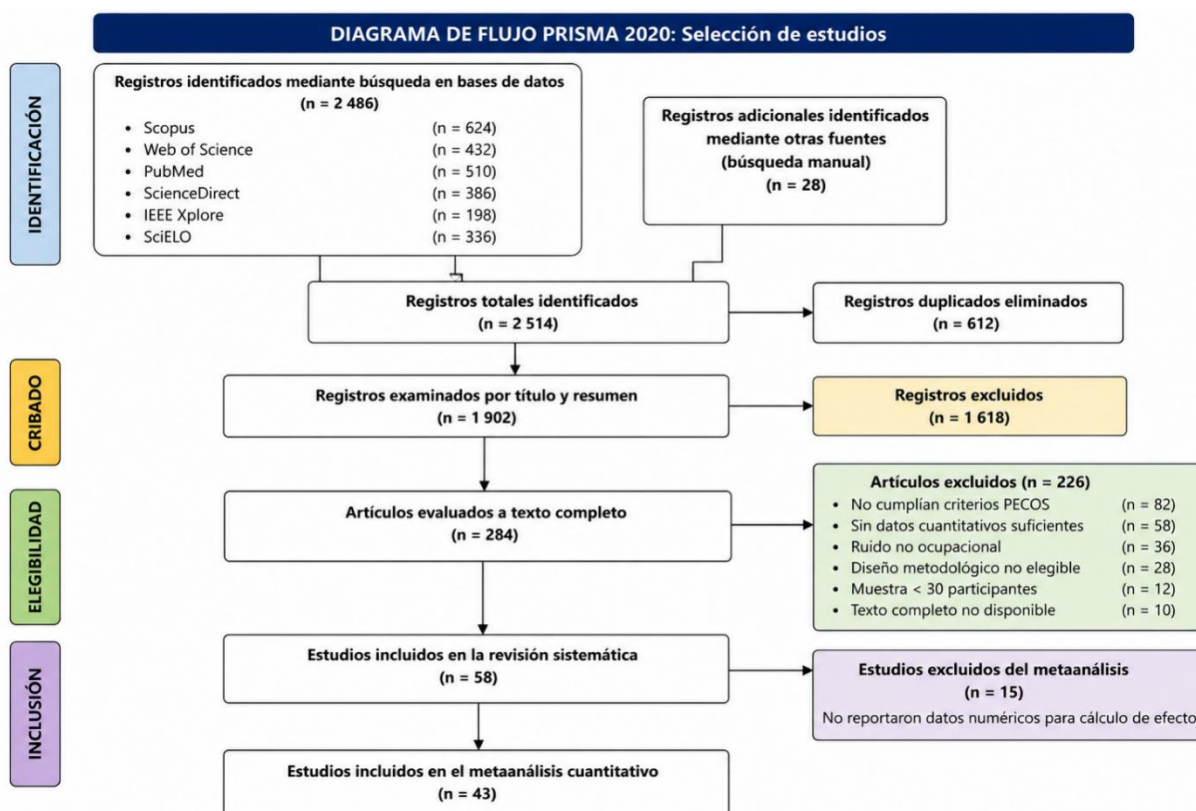 DIAGRAMA DE FLUJO PRISMA 2020: Selección de estudios
IDENTIFICACIÓN
Registros identificados mediante búsqueda en bases de datos
(n = 2 486)
• Scopus (n = 624)
• Web of Science (n = 432)
• PubMed (n = 510)
• ScienceDirect (n = 386)
• IEEE Xplore (n = 198)
• SciELO (n = 336)
Registros adicionales identificados
mediante otras fuentes
(búsqueda manual)
(n = 28)
Registros totales identificados
(n = 2 514)
Registros duplicados eliminados
(n = 612)
CRIBADO
Registros examinados por título y resumen
(n = 1 902)
Registros excluidos
(n = 1 618)
ELEGIBILIDAD
Artículos evaluados a texto completo
(n = 284)
Artículos excluidos (n = 226)
• No cumplían criterios PECOS (n = 82)
• Sin datos cuantitativos suficientes (n = 58)
• Ruido no ocupacional (n = 36)
• Diseño metodológico no elegible (n = 28)
• Muestra < 30 participantes (n = 12)
• Texto completo no disponible (n = 10)
INCLUSIÓN
Estudios incluidos en la revisión sistemática
(n = 58)
Estudios excluidos del metaanálisis
(n = 15)
No reportaron datos numéricos para cálculo de efecto
Estudios incluidos en el metaanálisis cuantitativo
(n = 43)